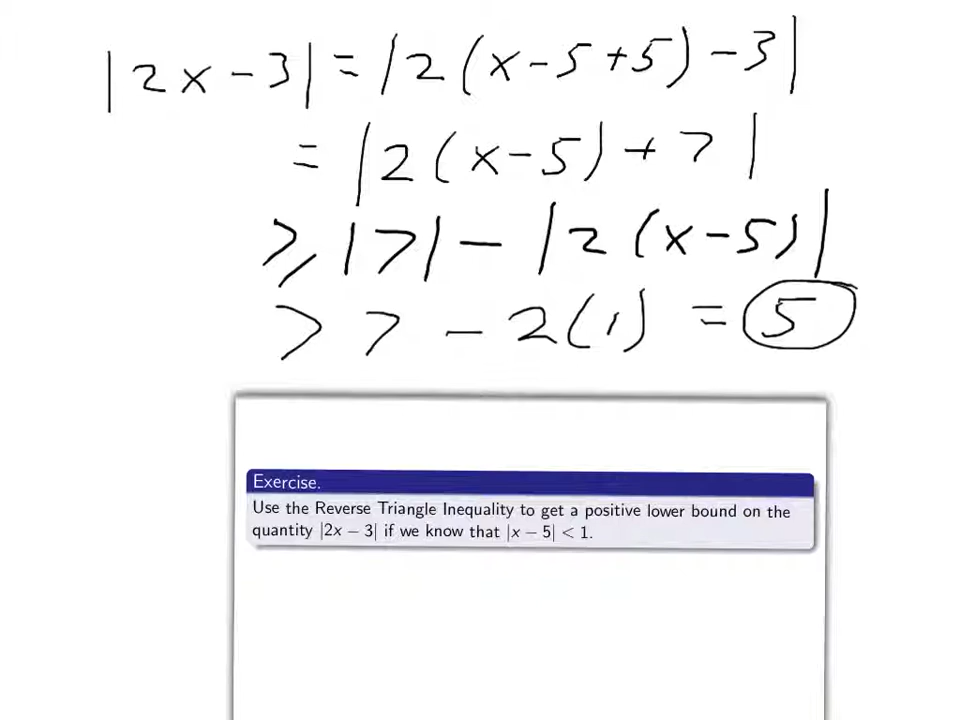 |2x-3| = |2(x-5+5)-3|
= |2(x-5)+7|
≥ |7| - |2(x-5)|
> 7 - 2(1) = 5
Exercise.
Use the Reverse Triangle Inequality to get a positive lower bound on the
quantity |2x − 3| if we know that |x − 5| < 1.